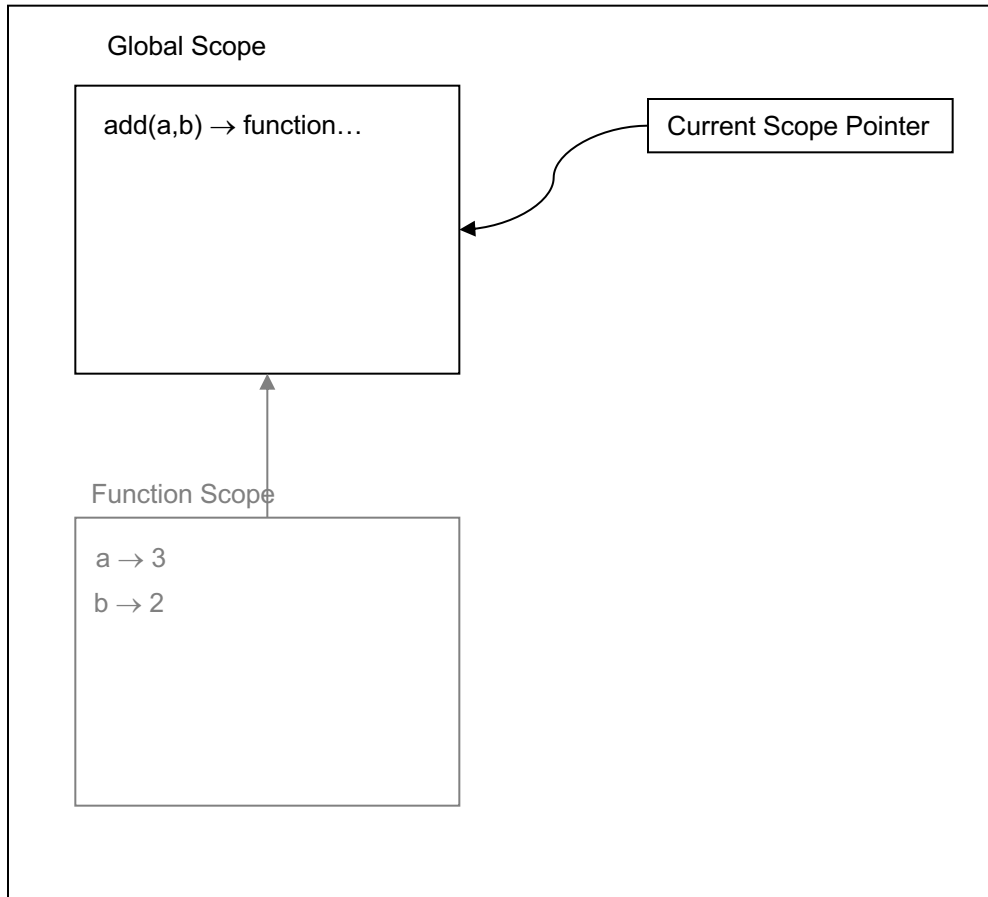 Global Scope
add(a,b) → function…
Current Scope Pointer
Function Scope
a → 3
b → 2